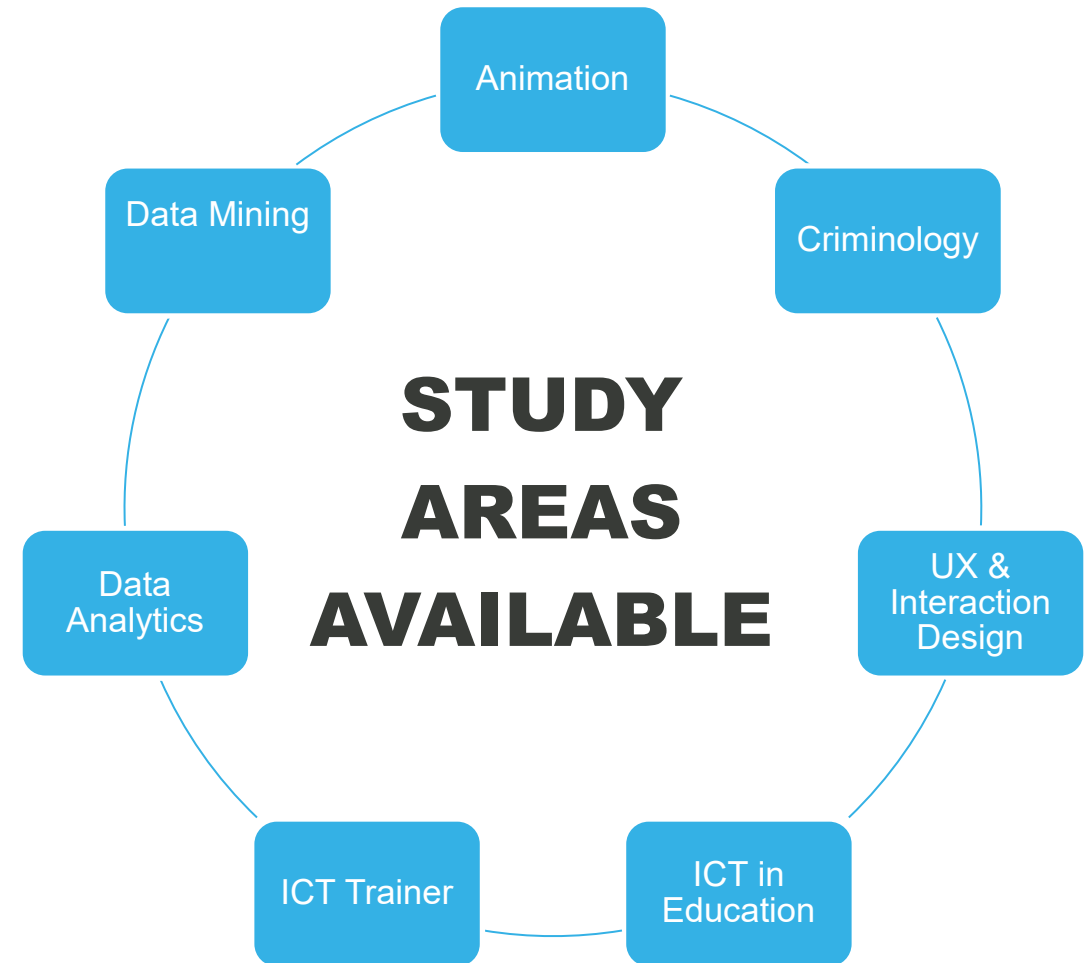 Animation
Criminology
UX &
Interaction
Design
ICT in
Education
ICT Trainer
Data
Analytics
Data Mining
STUDY
AREAS
AVAILABLE